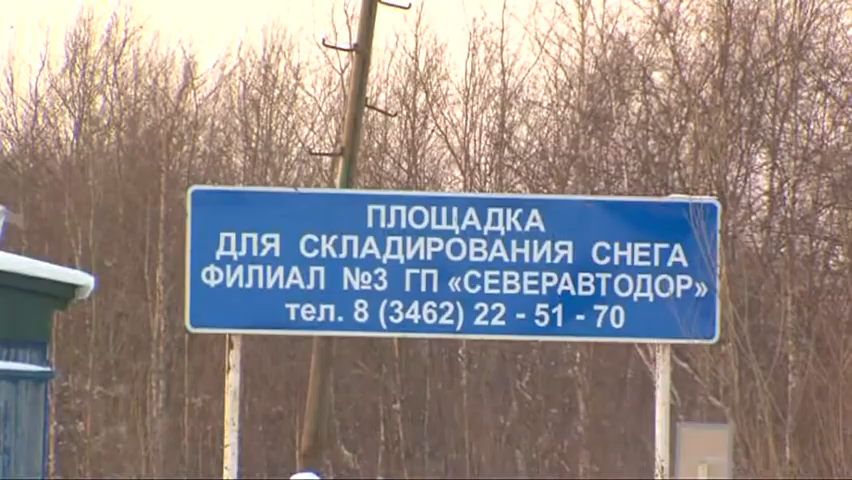 ПЛОЩАДКА
ДЛЯ СКЛАДИРОВАНИЯ СНЕГА
ФИЛИАЛ №3 ГП «СЕВЕРАВТОДОР»
тел. 8 (3462) 22 - 51 - 70